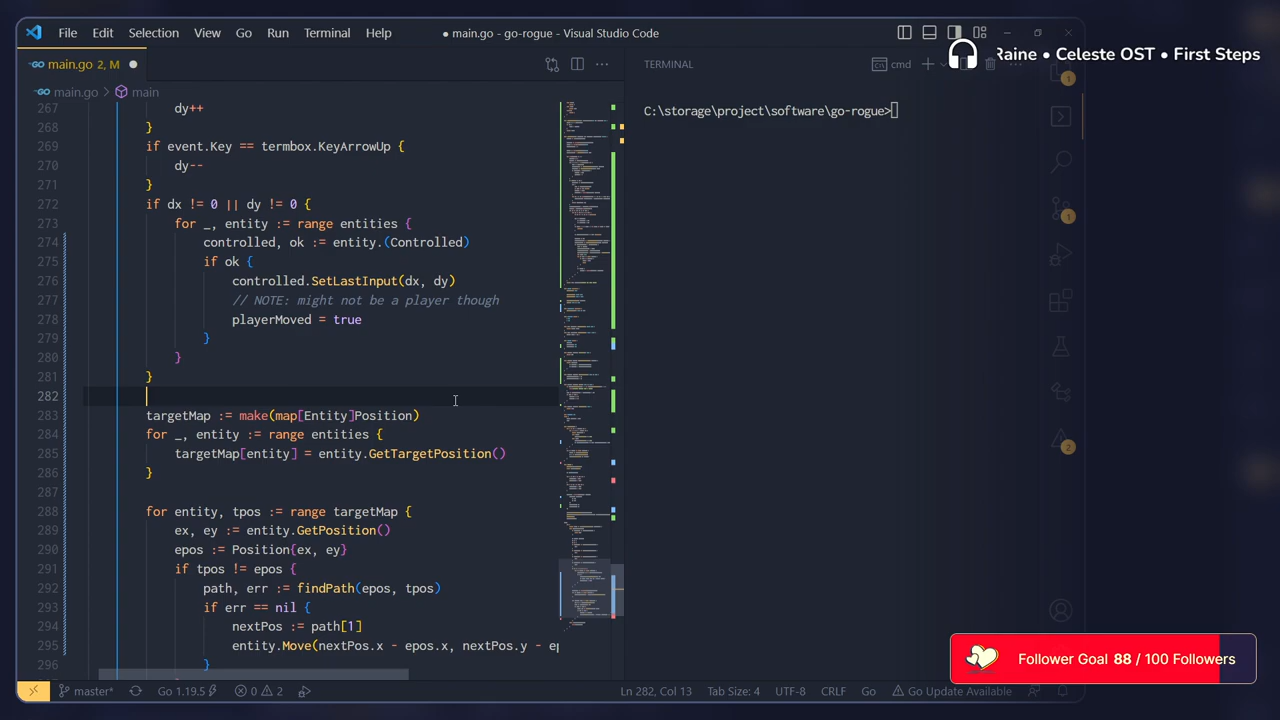 File Edit Selection View Go Run Terminal Help
● main.go - go-rogue - Visual Studio Code
main.go 2, M
TERMINAL
cmd
Raine • Celeste OST • First Steps
main.go > main
C:\storage\project\software\go-rogue>
267 dy++
268 }
269 if event.Key == termbox.KeyArrowUp {
270 dy--
271 }
272 if dx != 0 || dy != 0 {
273 for _, entity := range entities {
274 controlled, ok := entity.(Controlled)
275 if ok {
276 controlled.SetLastInput(dx, dy)
277 // NOTE: might not be a player though
278 playerMoved = true
279 }
280 }
281 }
282
283 targetMap := make(map[Entity]Position)
284 for _, entity := range entities {
285 targetMap[entity] = entity.GetTargetPosition()
286 }
287
288 for entity, tpos := range targetMap {
289 ex, ey := entity.GetPosition()
290 epos := Position{ex, ey}
291 if tpos != epos {
292 path, err := findPath(epos, tpos)
293 if err == nil {
294 nextPos := path[1]
295 entity.Move(nextPos.x - epos.x, nextPos.y - ep
296 }
1
1
2
Follower Goal 88 / 100 Followers
master* Go 1.19.5 0 2
Ln 282, Col 13 Tab Size: 4 UTF-8 CRLF Go Go Update Available